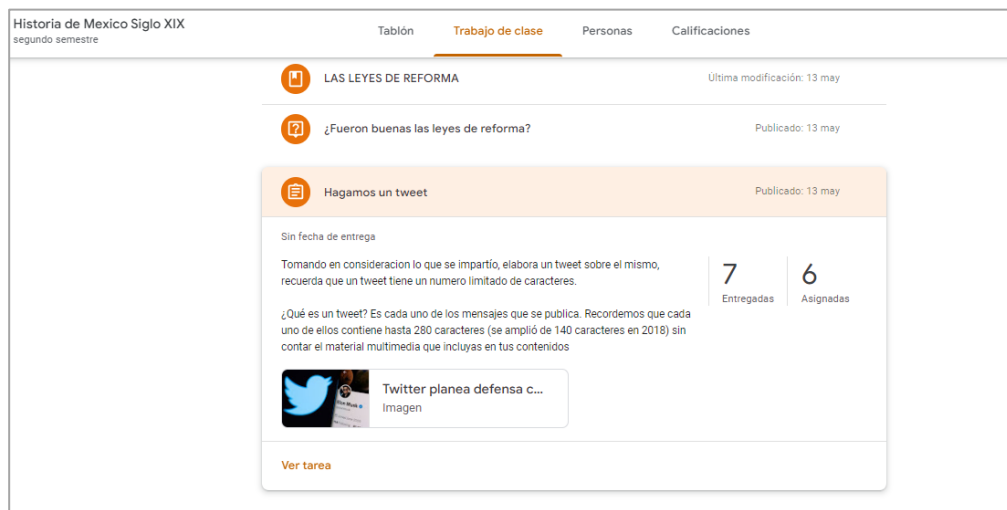 Historia de Mexico Siglo XIX
segundo semestre
Tablón
Trabajo de clase
Personas
Calificaciones
LAS LEYES DE REFORMA
Última modificación: 13 may
¿Fueron buenas las leyes de reforma?
Publicado: 13 may
Hagamos un tweet
Publicado: 13 may
Sin fecha de entrega
Tomando en consideracion lo que se impartío, elabora un tweet sobre el mismo,
recuerda que un tweet tiene un numero limitado de caracteres.
¿Qué es un tweet? Es cada uno de los mensajes que se publica. Recordemos que cada
uno de ellos contiene hasta 280 caracteres (se amplió de 140 caracteres en 2018) sin
contar el material multimedia que incluyas en tus contenidos
7
Entregadas
6
Asignadas
Twitter planea defensa c...
Imagen
Ver tarea